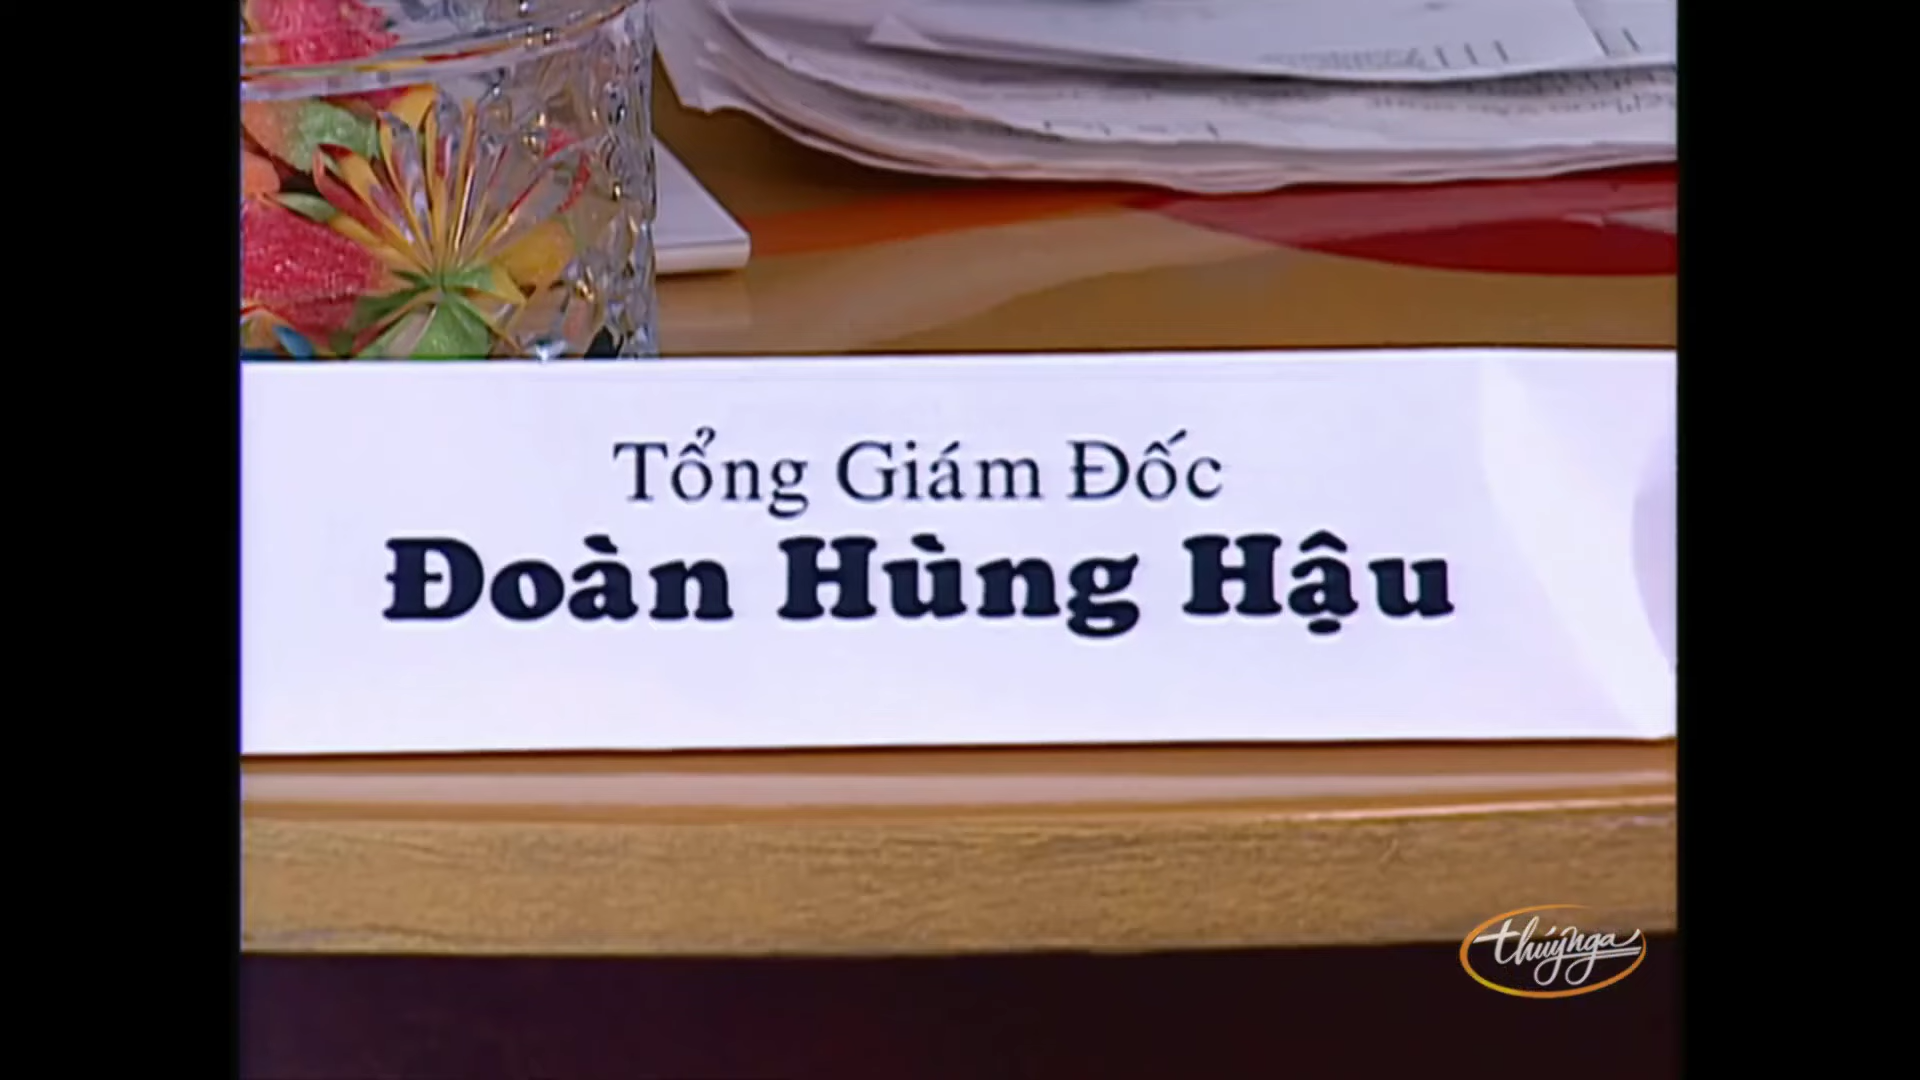 Tổng Giám Đốc
Đoàn Hùng Hậu
thúy nga